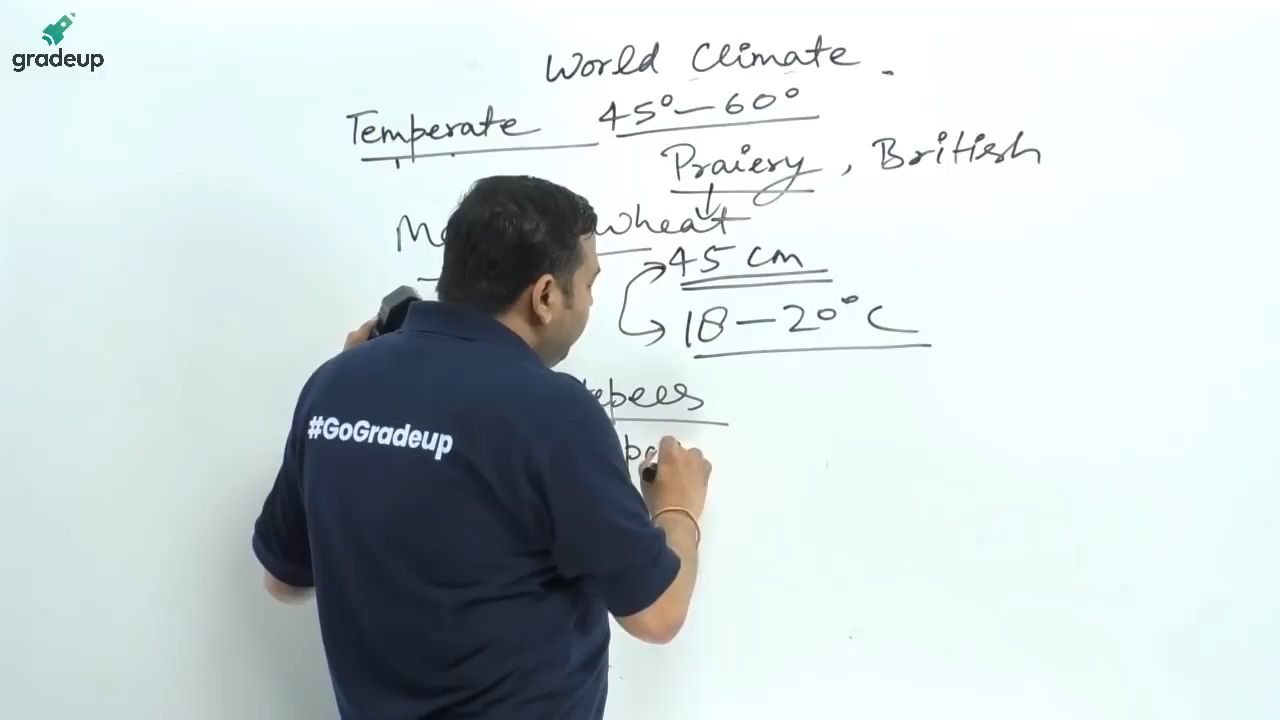 gradeup
World Climate.
Temperate 45°-60°
Praiery, British
wheat
45 cm
18-20°C
#GoGradeup